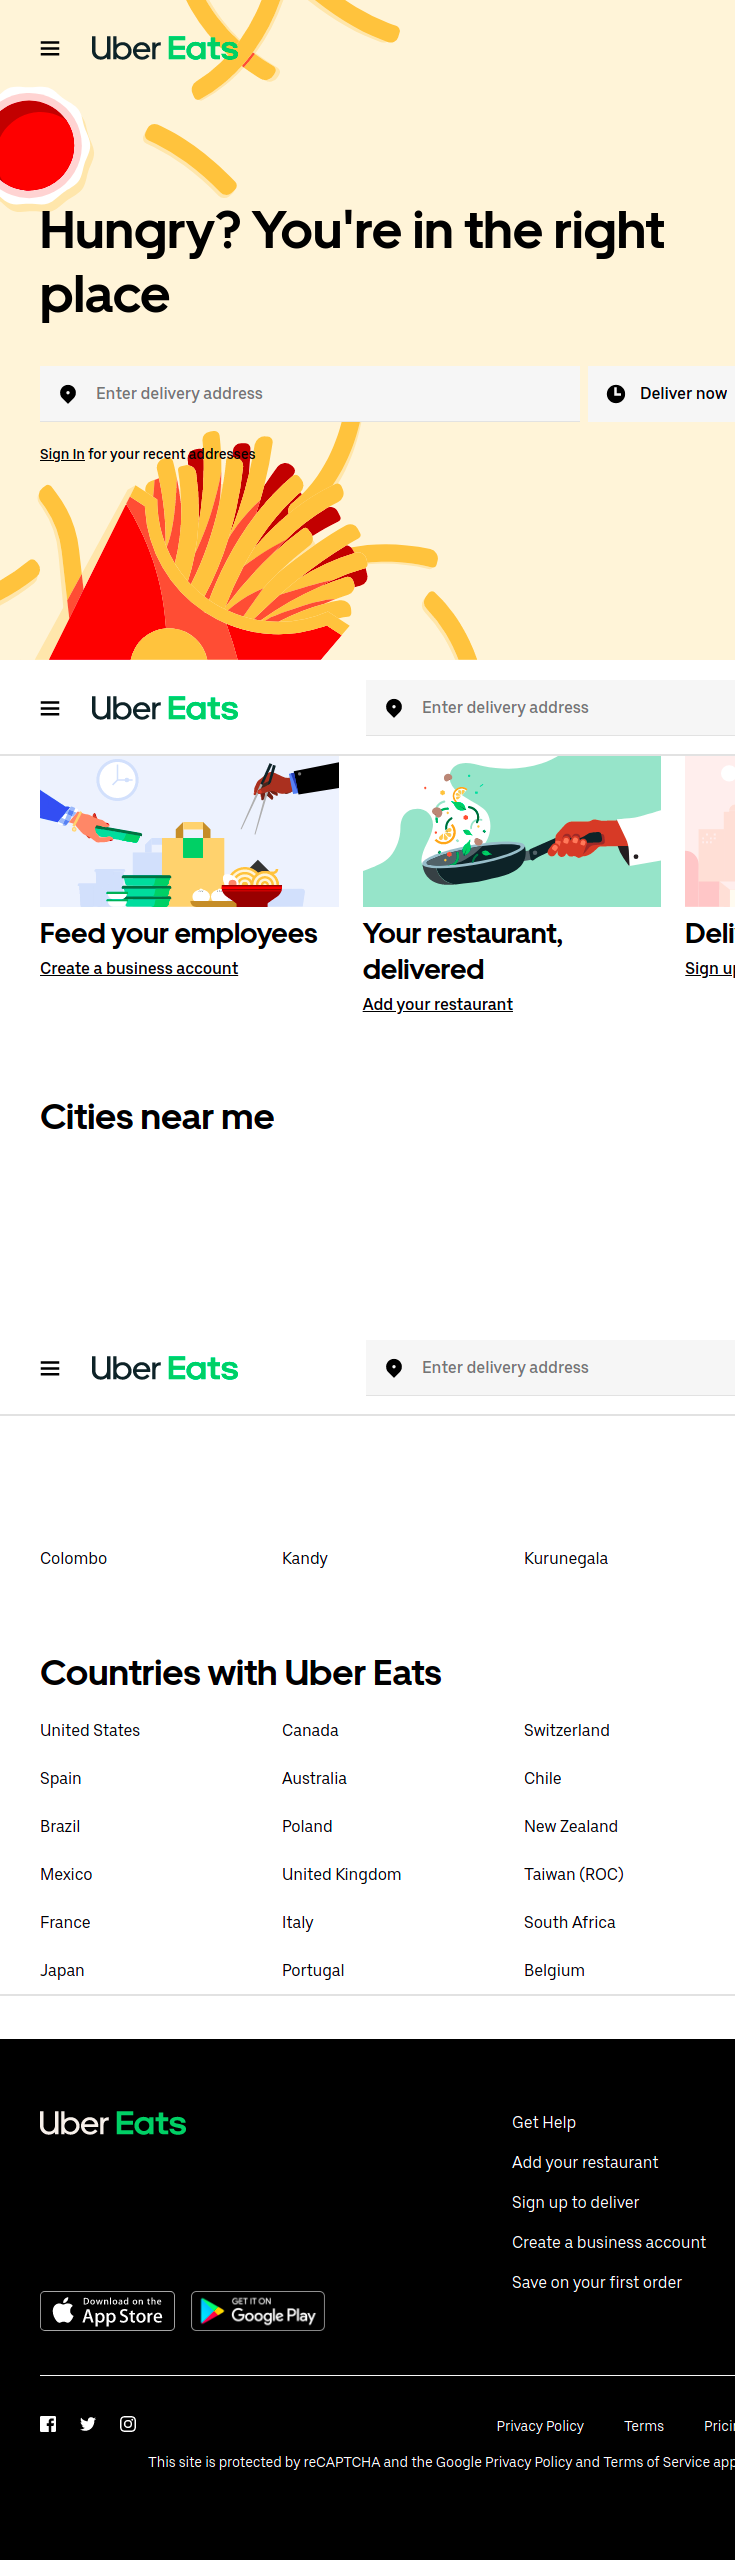 Uber Eats
Hungry? You're in the right
place
Enter delivery address
Deliver now
Sign In for your recent addresses
Uber Eats
Enter delivery address
Feed your employees
Create a business account
Your restaurant,
delivered
Add your restaurant
Deli
Sign up
Cities near me
Uber Eats
Enter delivery address
Colombo
Kandy
Kurunegala
Countries with Uber Eats
United States
Canada
Switzerland
Spain
Australia
Chile
Brazil
Poland
New Zealand
Mexico
United Kingdom
Taiwan (ROC)
France
Italy
South Africa
Japan
Portugal
Belgium
Uber Eats
Get Help
Add your restaurant
Sign up to deliver
Create a business account
Save on your first order
Download on the
App Store
GET IT ON
Google Play
Privacy Policy
Terms
Prici
This site is protected by reCAPTCHA and the Google Privacy Policy and Terms of Service app